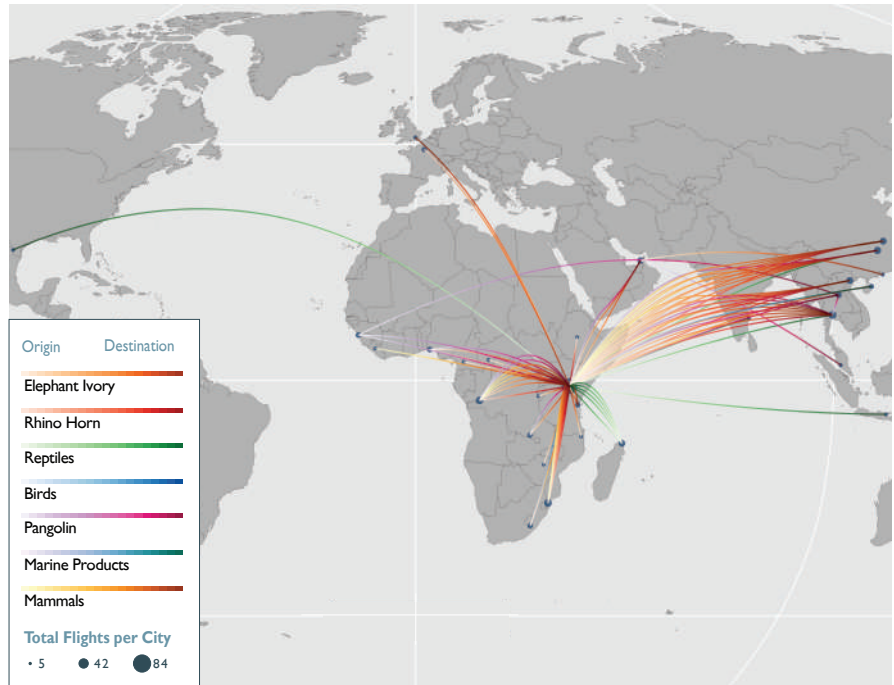 Origin Destination
Elephant Ivory
Rhino Horn
Reptiles
Birds
Pangolin
Marine Products
Mammals
Total Flights per City
5 42 84